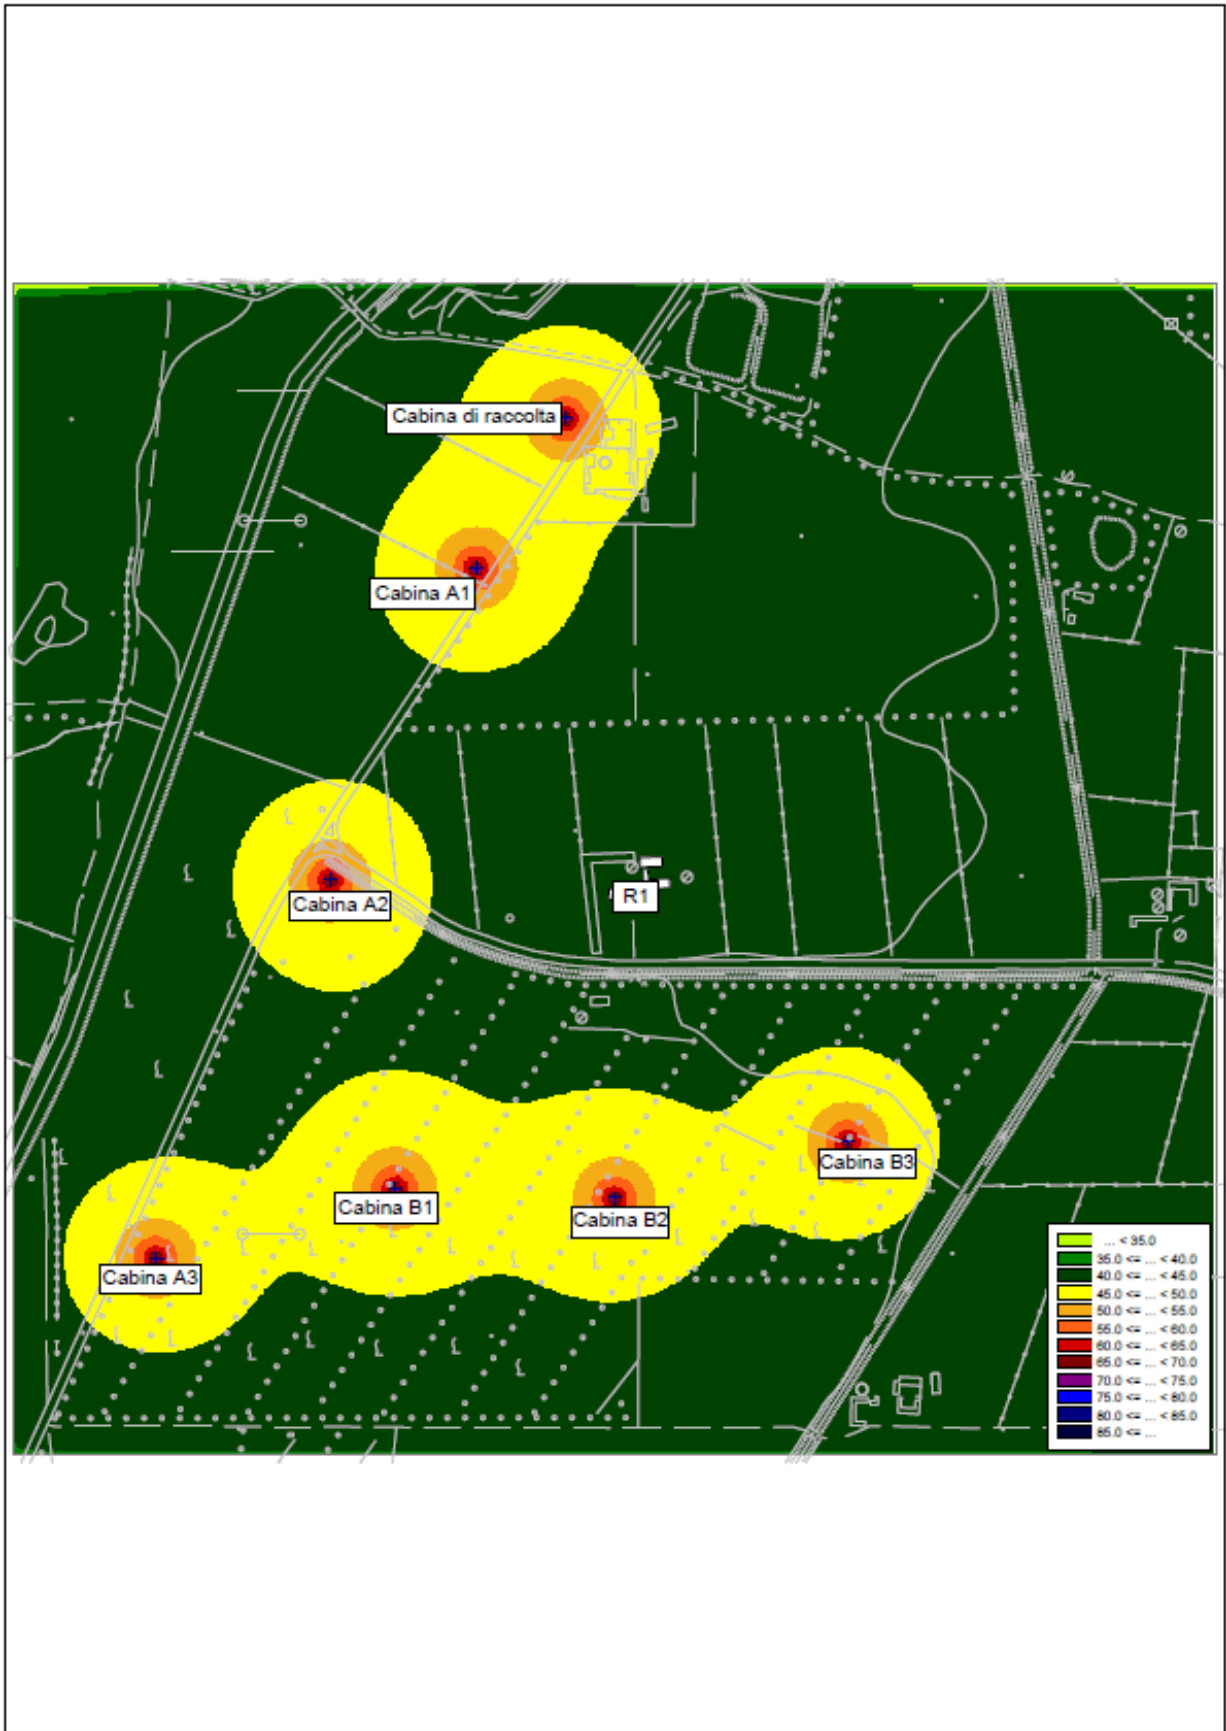 Cabina di raccolta
Cabina A1
Cabina A2
R1
Cabina B3
Cabina B1
Cabina B2
Cabina A3
... < 35.0
35.0 <= ... < 40.0
40.0 <= ... < 45.0
45.0 <= ... < 50.0
50.0 <= ... < 55.0
55.0 <= ... < 60.0
60.0 <= ... < 65.0
65.0 <= ... < 70.0
70.0 <= ... < 75.0
75.0 <= ... < 80.0
80.0 <= ... < 85.0
85.0 <= ...